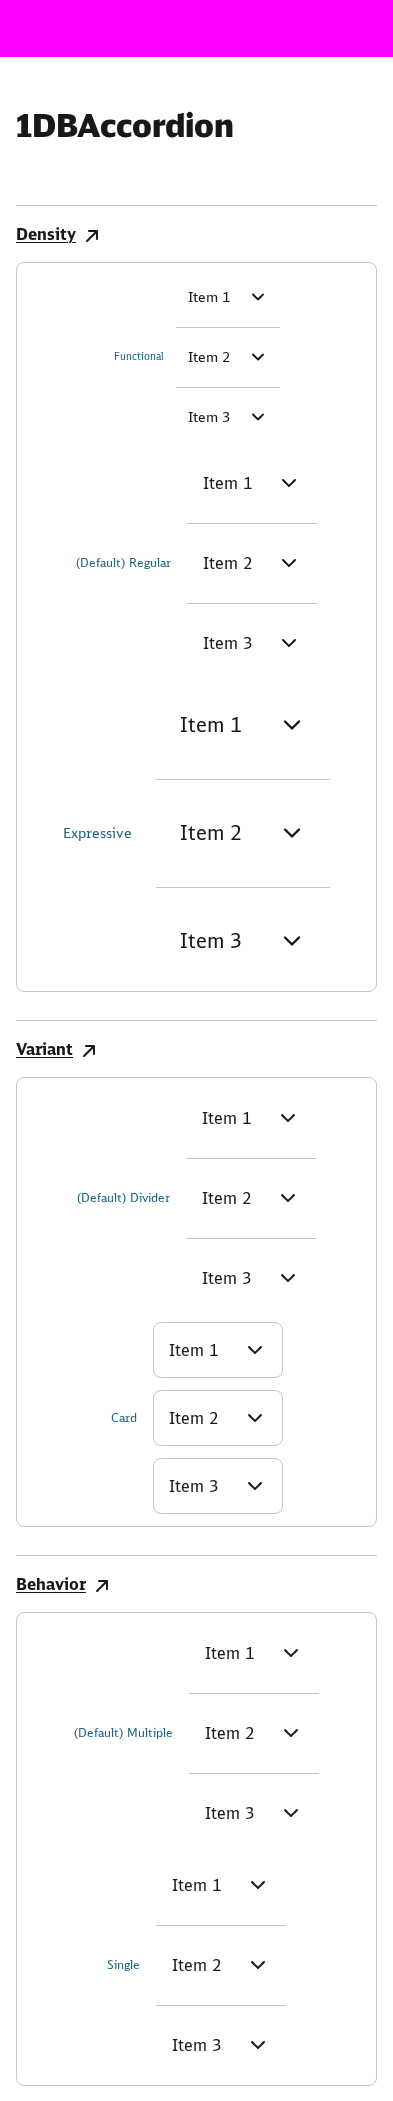 1DBAccordion
Density
Item 1
Functional
Item 2
Item 3
Item 1
(Default) Regular
Item 2
Item 3
Item 1
Expressive
Item 2
Item 3
Variant
Item 1
(Default) Divider
Item 2
Item 3
Item 1
Card
Item 2
Item 3
Behavior
Item 1
(Default) Multiple
Item 2
Item 3
Item 1
Single
Item 2
Item 3